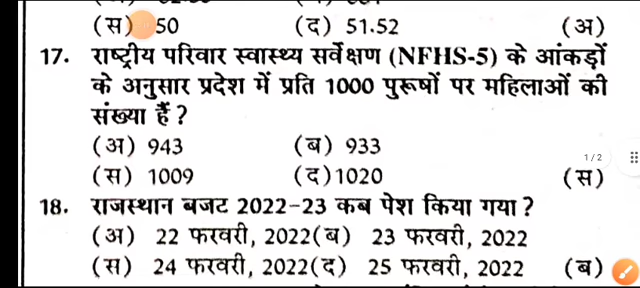 (स) 50 (द) 51.52 (अ)
17. राष्ट्रीय परिवार स्वास्थ्य सर्वेक्षण (NFHS-5) के आंकड़ों
के अनुसार प्रदेश में प्रति 1000 पुरूषों पर महिलाओं की
संख्या हैं ?
(अ) 943 (ब) 933
1/2
(स) 1009 (द)1020 (स)
18. राजस्थान बजट 2022-23 कब पेश किया गया ?
(अ) 22 फरवरी, 2022(ब) 23 फरवरी, 2022
(स) 24 फरवरी, 2022(द) 25 फरवरी, 2022 (ब)